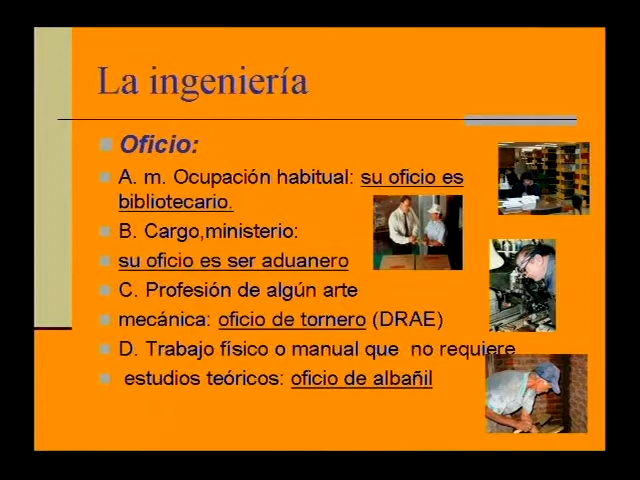 La ingeniería
Oficio:
A. m. Ocupación habitual: su oficio es
bibliotecario.
B. Cargo,ministerio:
su oficio es ser aduanero
C. Profesión de algún arte
mecánica: oficio de tornero (DRAE)
D. Trabajo físico o manual que no requiere
estudios teóricos: oficio de albañil